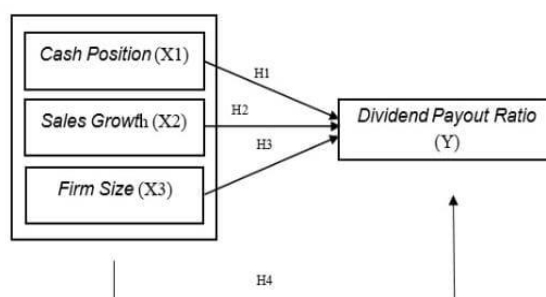 Cash Position (X1)
H1
Sales Growth (X2)
H2
Dividend Payout Ratio
(Y)
H3
Firm Size (X3)
H4